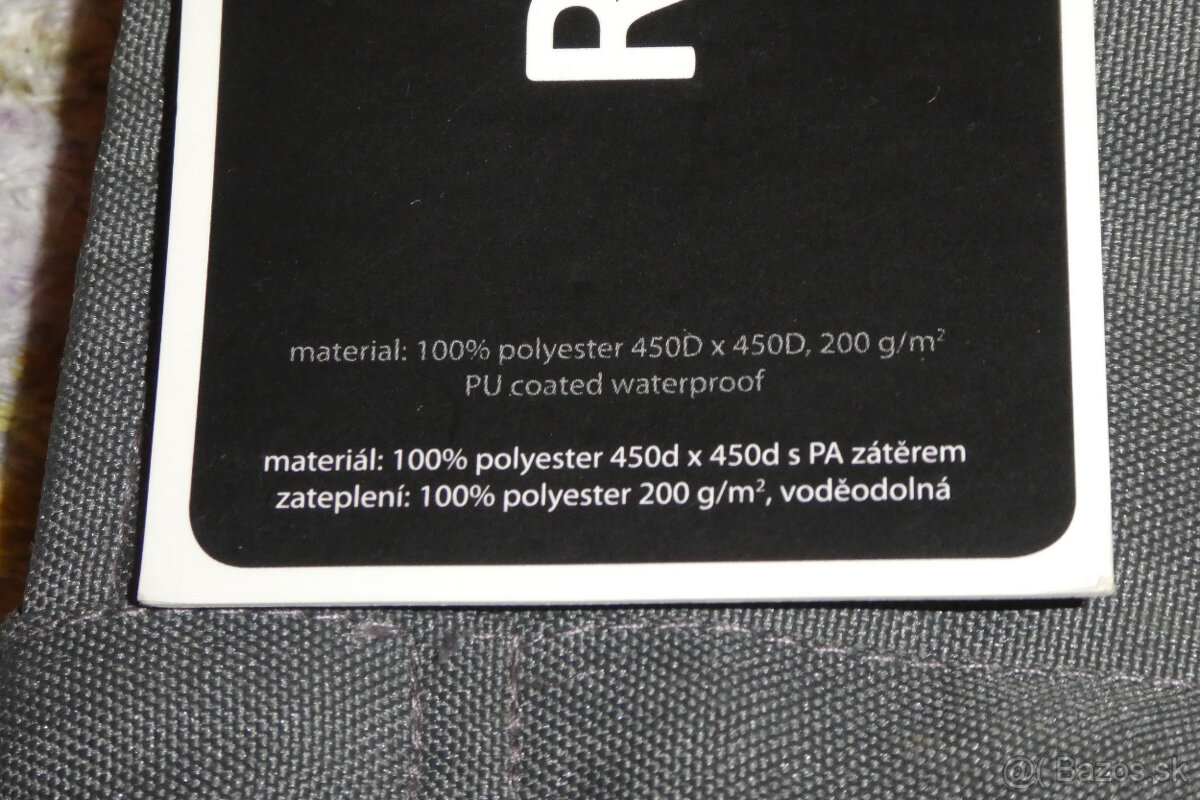 R
material: 100% polyester 450D x 450D, 200 g/m²
PU coated waterproof
materiál: 100% polyester 450d x 450d s PA zátěrem
zateplení: 100% polyester 200 g/m², voděodolná
@( Bazos.sk